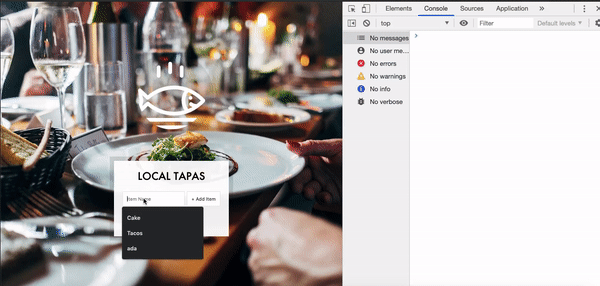 Elements Console Sources Application »
top
Filter
Default levels
No messages
No user me...
No errors
No warnings
No info
No verbose
LOCAL TAPAS
Item Name
+ Add Item
Cake
Tacos
ada